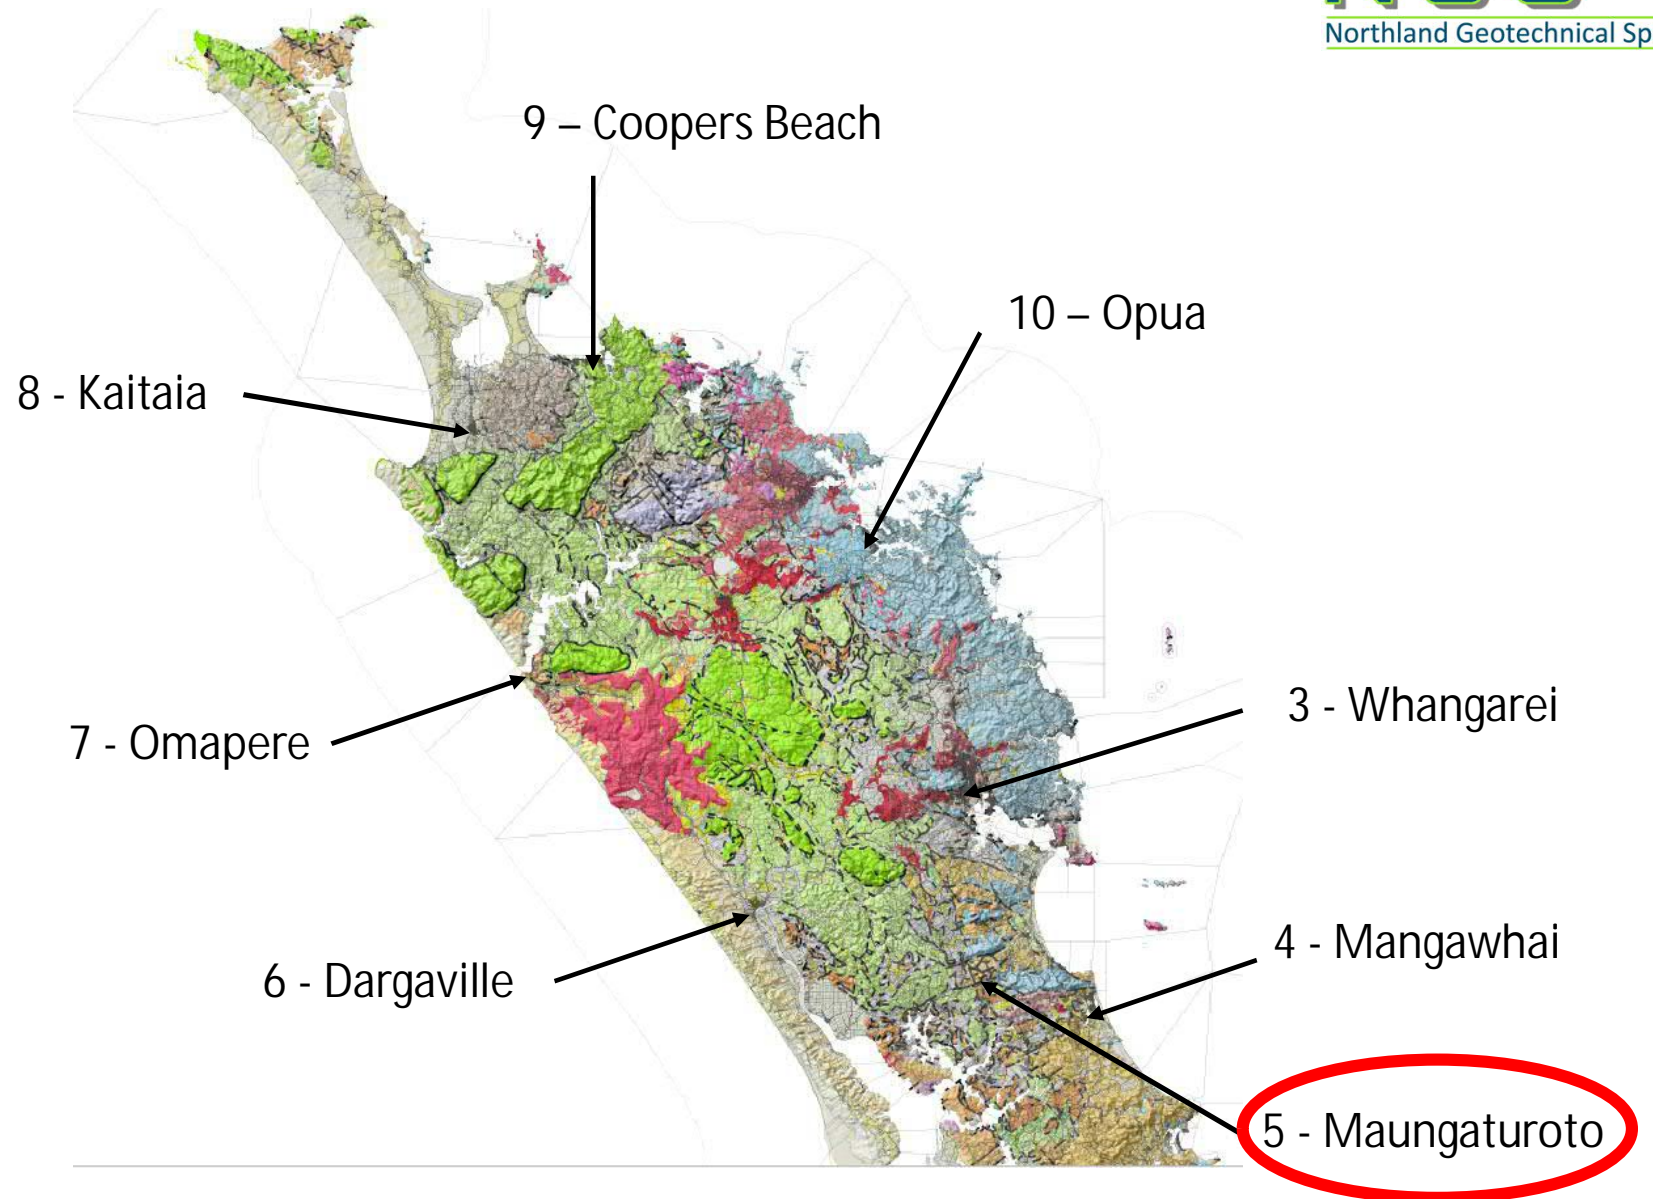 Northland Geotechnical
9 – Coopers Beach
10 – Opua
8 - Kaitaia
3 - Whangarei
7 - Omapere
4 - Mangawhai
6 - Dargaville
5 - Maungaturoto